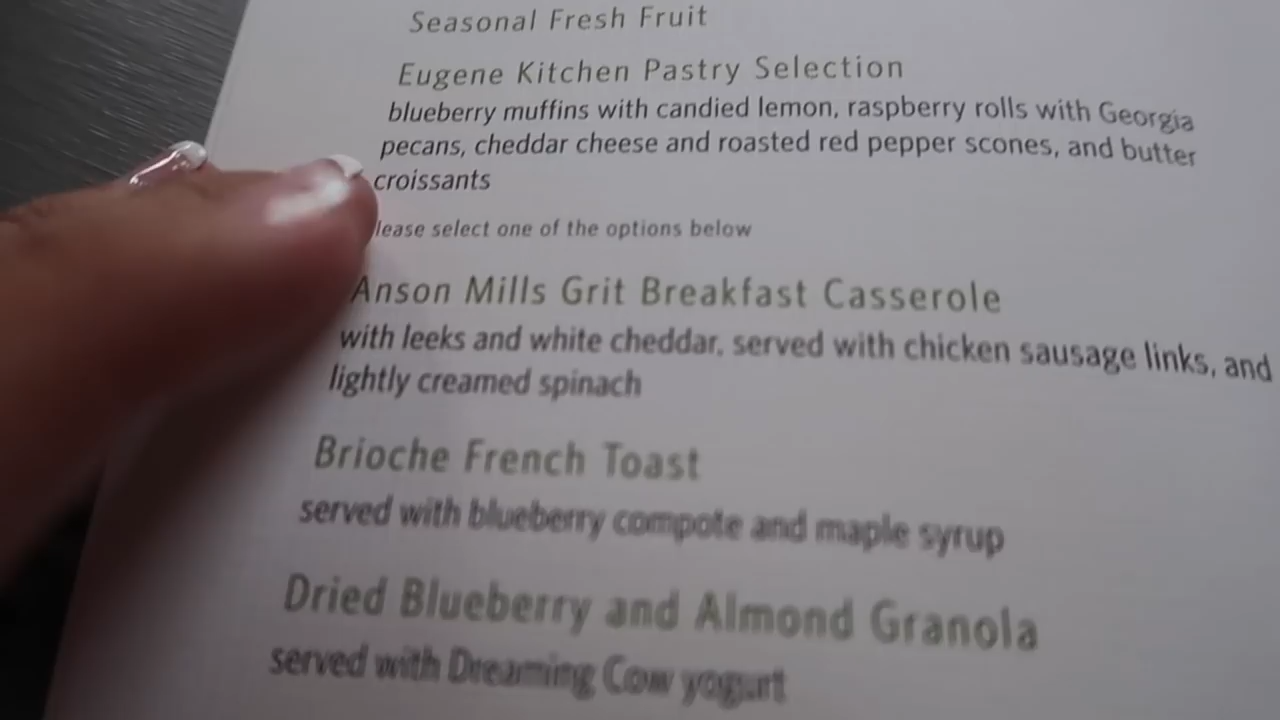 Seasonal Fresh Fruit
Eugene Kitchen Pastry Selection
blueberry muffins with candied lemon, raspberry rolls with Georgia
pecans, cheddar cheese and roasted red pepper scones, and butter
croissants
lease select one of the options below
Anson Mills Grit Breakfast Casserole
with leeks and white cheddar, served with chicken sausage links, and
lightly creamed spinach
Brioche French Toast
served with blueberry compote and maple syrup
Dried Blueberry and Almond Granola
served with Dreaming Cow yogurt